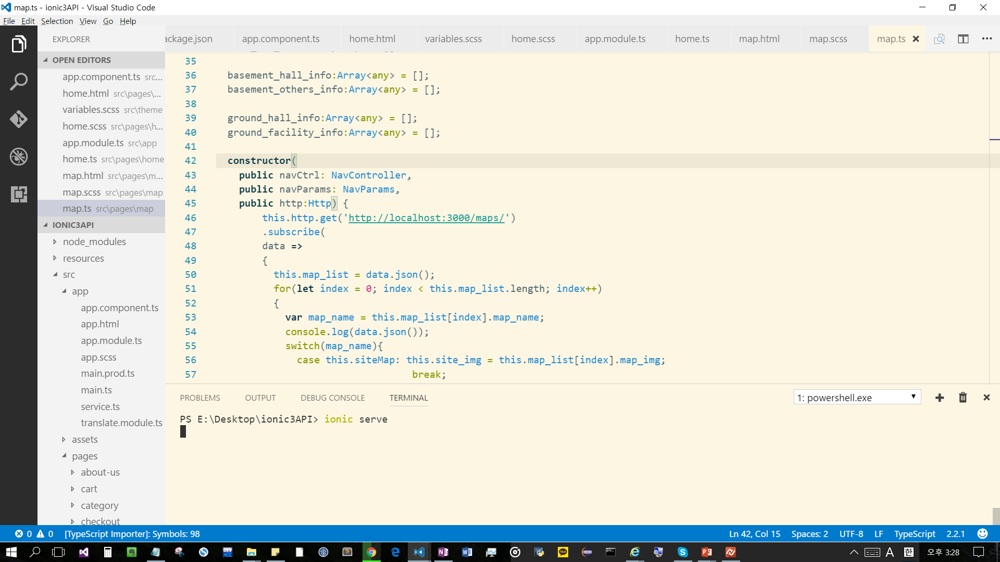 map.ts - ionic3API - Visual Studio Code
File Edit Selection View Go Help
EXPLORER
ackage.json app.component.ts home.html variables.scss home.scss app.module.ts home.ts map.html map.scss map.ts
OPEN EDITORS
app.component.ts src...
home.html src\pages\...
variables.scss src\theme
home.scss src\pages\h...
app.module.ts src\app
home.ts src\pages\home
map.html src\pages\m...
map.scss src\pages\map
map.ts src\pages\map
IONIC3API
node_modules
resources
src
app
app.component.ts
app.html
app.module.ts
app.scss
main.prod.ts
main.ts
service.ts
translate.module.ts
assets
pages
about-us
cart
category
checkout
35
36 basement_hall_info:Array<any> = [];
37 basement_others_info:Array<any> = [];
38
39 ground_hall_info:Array<any> = [];
40 ground_facility_info:Array<any> = [];
41
42 constructor(
43 public navCtrl: NavController,
44 public navParams: NavParams,
45 public http:Http) {
46 this.http.get('http://localhost:3000/maps/')
47 .subscribe(
48 data =>
49 {
50 this.map_list = data.json();
51 for(let index = 0; index < this.map_list.length; index++)
52 {
53 var map_name = this.map_list[index].map_name;
54 console.log(data.json());
55 switch(map_name){
56 case this.siteMap: this.site_img = this.map_list[index].map_img;
57 break;
PROBLEMS OUTPUT DEBUG CONSOLE TERMINAL 1: powershell.exe
PS E:\Desktop\ionic3API> ionic serve
0 0 [TypeScript Importer]: Symbols: 98 Ln 42, Col 15 Spaces: 2 UTF-8 LF TypeScript 2.2.1
A 한 오후 3:28